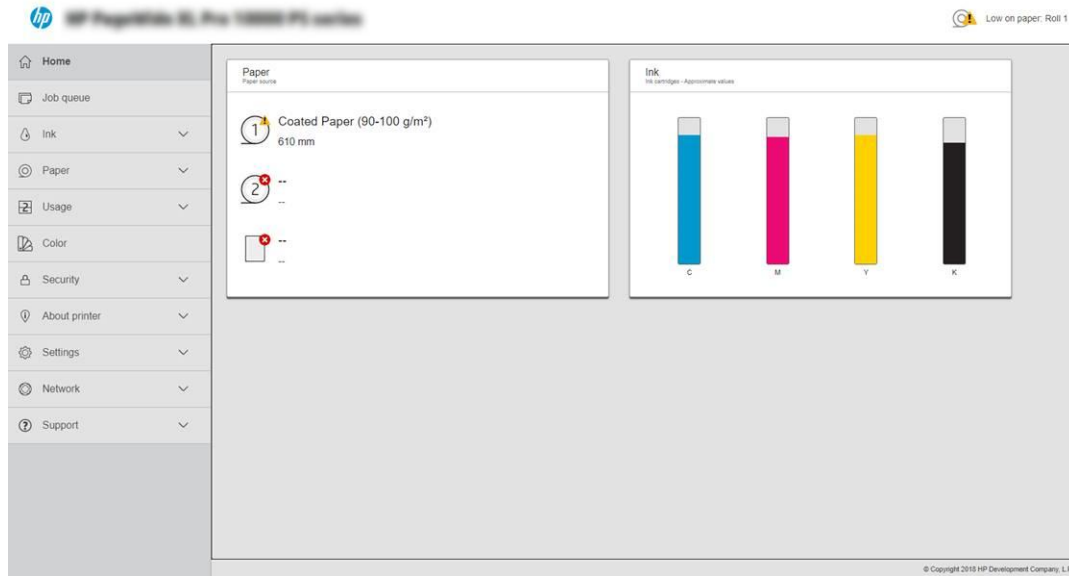 hp
Low on paper: Roll 1
Home
Job queue
Ink
Paper
Usage
Color
Security
About printer
Settings
Network
Support
Paper
Paper source
1
Coated Paper (90-100 g/m²)
610 mm
2
--
--
--
--
Ink
Ink cartridges - Approximate values
C M Y K
© Copyright 2018 HP Development Company, L.